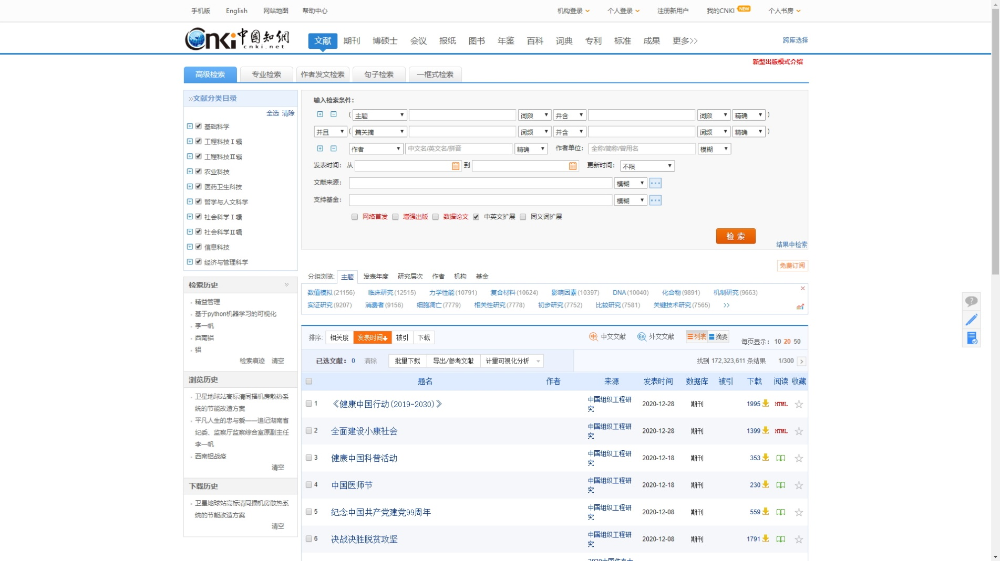 手机版 English 网站地图 帮助中心 机构登录 个人登录 注册新用户 我的CNKI NEW 个人书房
Cnki中国知网 cnki.net
文献 期刊 博硕士 会议 报纸 图书 年鉴 百科 词典 专利 标准 成果 更多>> 跨库选择
新型出版模式介绍
高级检索 专业检索 作者发文检索 句子检索 一框式检索
>>文献分类目录
全选 清除
基础科学
工程科技Ⅰ辑
工程科技Ⅱ辑
农业科技
医药卫生科技
哲学与人文科学
社会科学Ⅰ辑
社会科学Ⅱ辑
信息科技
经济与管理科学
检索历史
精益管理
基于python机器学习的可视化
李一帆
西南铝
铝
检索痕迹 清空
浏览历史
卫星地球站高标清同播机房散热系
统的节能改造方案
平凡人生的忠与爱——追记湖南省
纪委、监察厅监察综合室原副主任
李一帆
西南铝战疫
清空
下载历史
卫星地球站高标清同播机房散热系
统的节能改造方案
清空
输入检索条件:
( 主题 词频 并含 词频 精确 )
并且 ( 篇关摘 词频 并含 词频 精确 )
作者 中文名/英文名/拼音 精确 作者单位: 全称/简称/曾用名 模糊
发表时间: 从 到 更新时间: 不限
文献来源: 模糊 ...
支持基金: 模糊 ...
网络首发 增强出版 数据论文 中英文扩展 同义词扩展
检 索
结果中检索
免费订阅
分组浏览: 主题 发表年度 研究层次 作者 机构 基金
数值模拟(21156) 临床研究(12515) 力学性能(10791) 复合材料(10624) 影响因素(10397) DNA(10040) 化合物(9891) 机制研究(9663)
实证研究(9207) 消费者(9156) 细胞凋亡(7779) 相关性研究(7778) 初步研究(7752) 比较研究(7581) 关键技术研究(7565) >>
排序: 相关度 发表时间↓ 被引 下载 中 中文文献 En 外文文献 列表 摘要 每页显示: 10 20 50
已选文献: 0 清除 批量下载 导出/参考文献 计量可视化分析 找到 172,323,611 条结果 1/300 >
题名 作者 来源 发表时间 数据库 被引 下载 阅读 收藏
1 《健康中国行动(2019-2030)》 中国组织工程研究 2020-12-28 期刊 1995 HTML
2 全面建设小康社会 中国组织工程研究 2020-12-28 期刊 1399 HTML
3 健康中国科普活动 中国组织工程研究 2020-12-18 期刊 353
4 中国医师节 中国组织工程研究 2020-12-18 期刊 230
5 纪念中国共产党建党99周年 中国组织工程研究 2020-12-08 期刊 559
6 决战决胜脱贫攻坚 中国组织工程研究 2020-12-08 期刊 1791